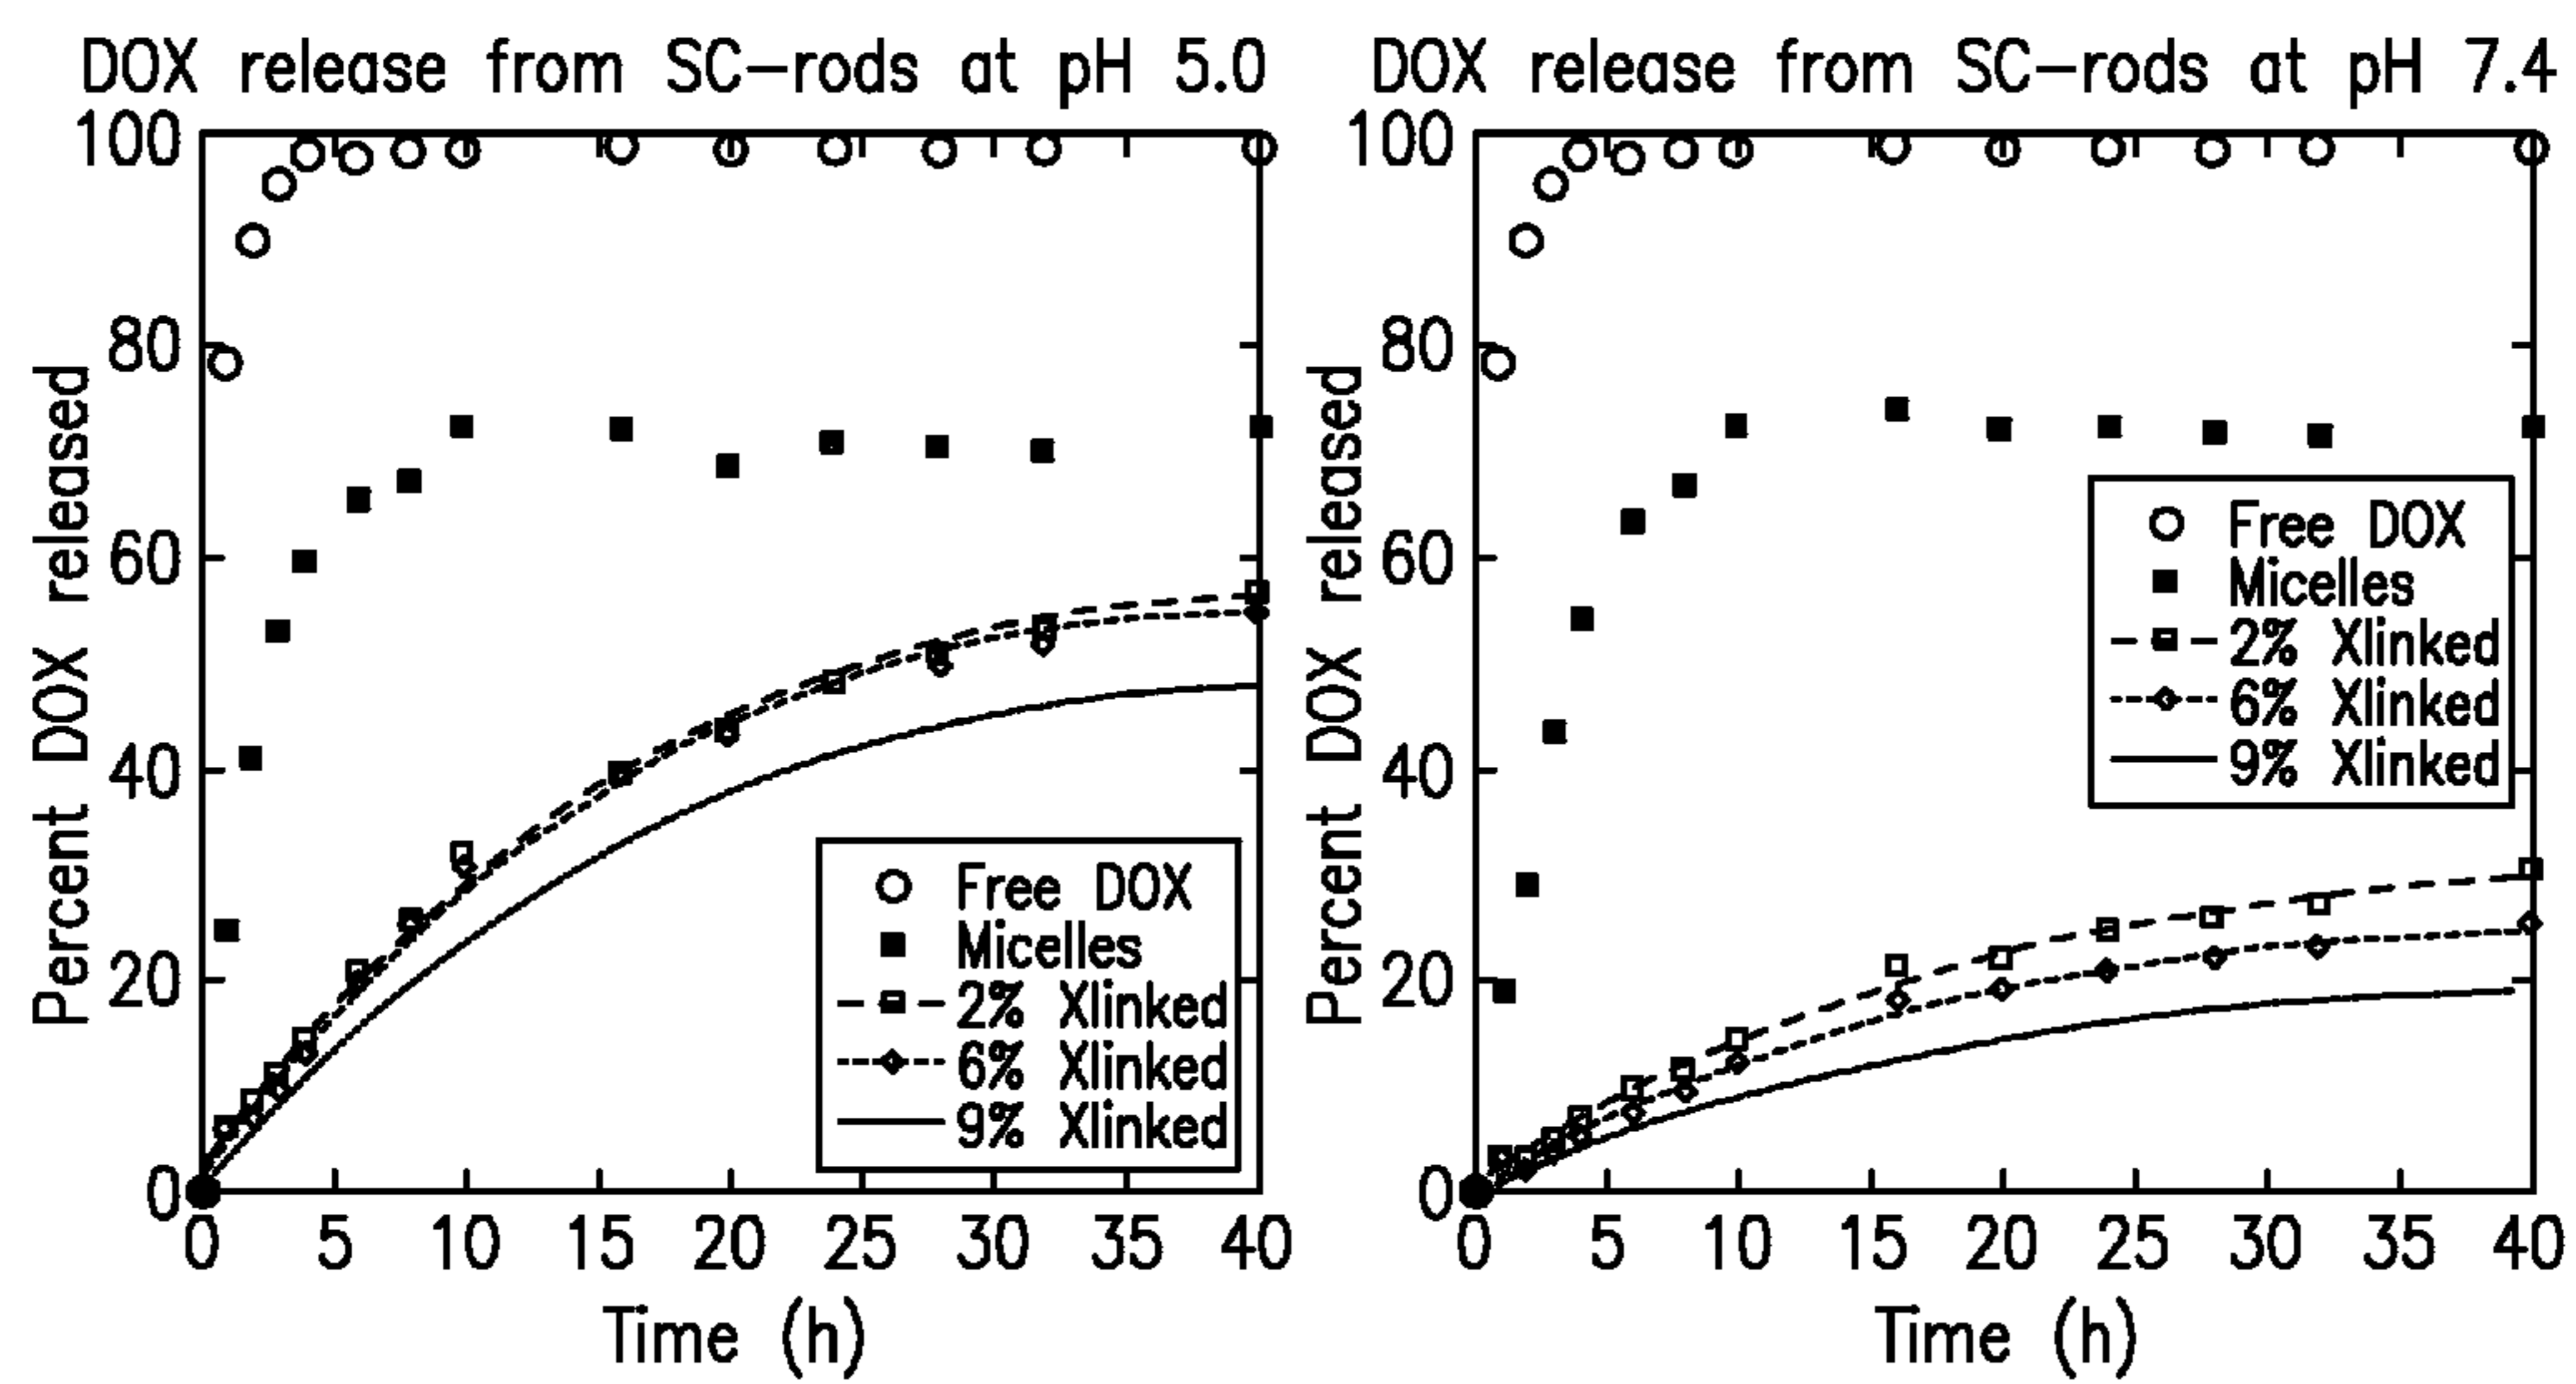 DOX release from SC-rods at pH 5.0
100
80
60
40
20
0
Percent DOX released
0 5 10 15 20 25 30 35 40
Time (h)
Free DOX
Micelles
2% Xlinked
6% Xlinked
9% Xlinked
DOX release from SC-rods at pH 7.4
100
80
60
40
20
0
Percent DOX released
0 5 10 15 20 25 30 35 40
Time (h)
Free DOX
Micelles
2% Xlinked
6% Xlinked
9% Xlinked